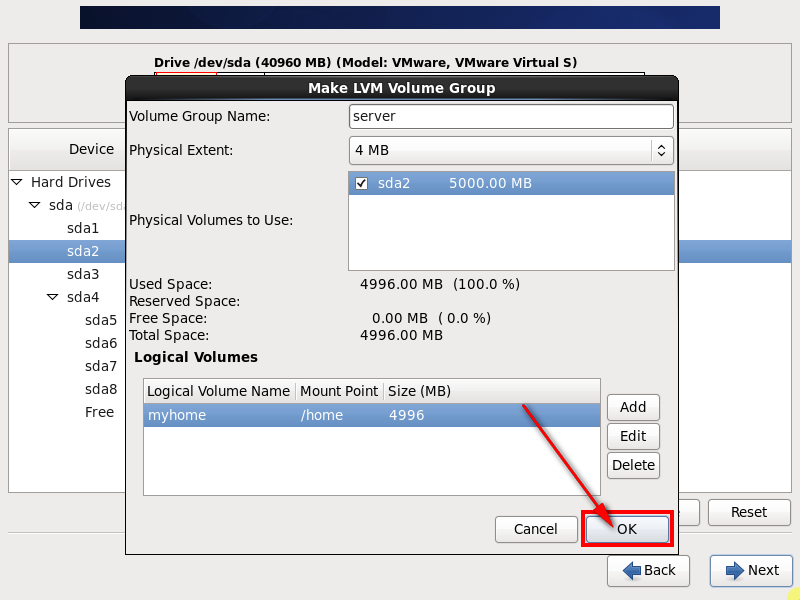 Drive /dev/sda (40960 MB) (Model: VMware, VMware Virtual S)
Make LVM Volume Group
Volume Group Name: server
Physical Extent: 4 MB
Device
Hard Drives
sda (/dev/sda
sda1
sda2
sda3
sda4
sda5
sda6
sda7
sda8
Free
Physical Volumes to Use:
sda2 5000.00 MB
Used Space: 4996.00 MB (100.0 %)
Reserved Space:
Free Space: 0.00 MB ( 0.0 %)
Total Space: 4996.00 MB
Logical Volumes
Logical Volume Name Mount Point Size (MB)
myhome /home 4996
Add
Edit
Delete
Cancel OK
Reset
Back Next